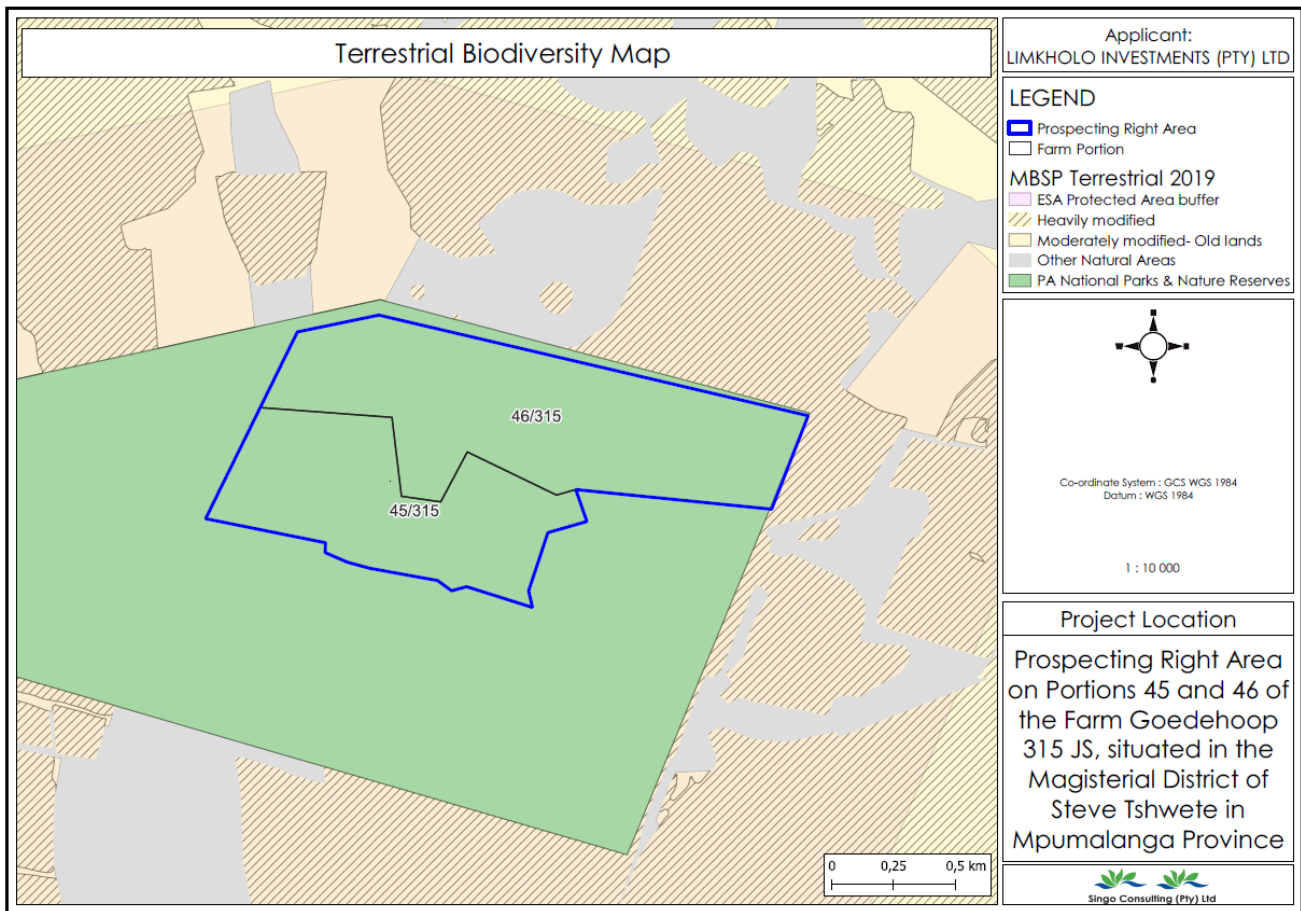 Terrestrial Biodiversity Map
46/315
45/315
0 0,25 0,5 km
Applicant:
LIMKHOLO INVESTMENTS (PTY) LTD
LEGEND
Prospecting Right Area
Farm Portion
MBSP Terrestrial 2019
ESA Protected Area buffer
Heavily modified
Moderately modified- Old lands
Other Natural Areas
PA National Parks & Nature Reserves
Co-ordinate System : GCS WGS 1984
Datum : WGS 1984
1 : 10 000
Project Location
Prospecting Right Area
on Portions 45 and 46 of
the Farm Goedehoop
315 JS, situated in the
Magisterial District of
Steve Tshwete in
Mpumalanga Province
Singo Consulting (Pty) Ltd